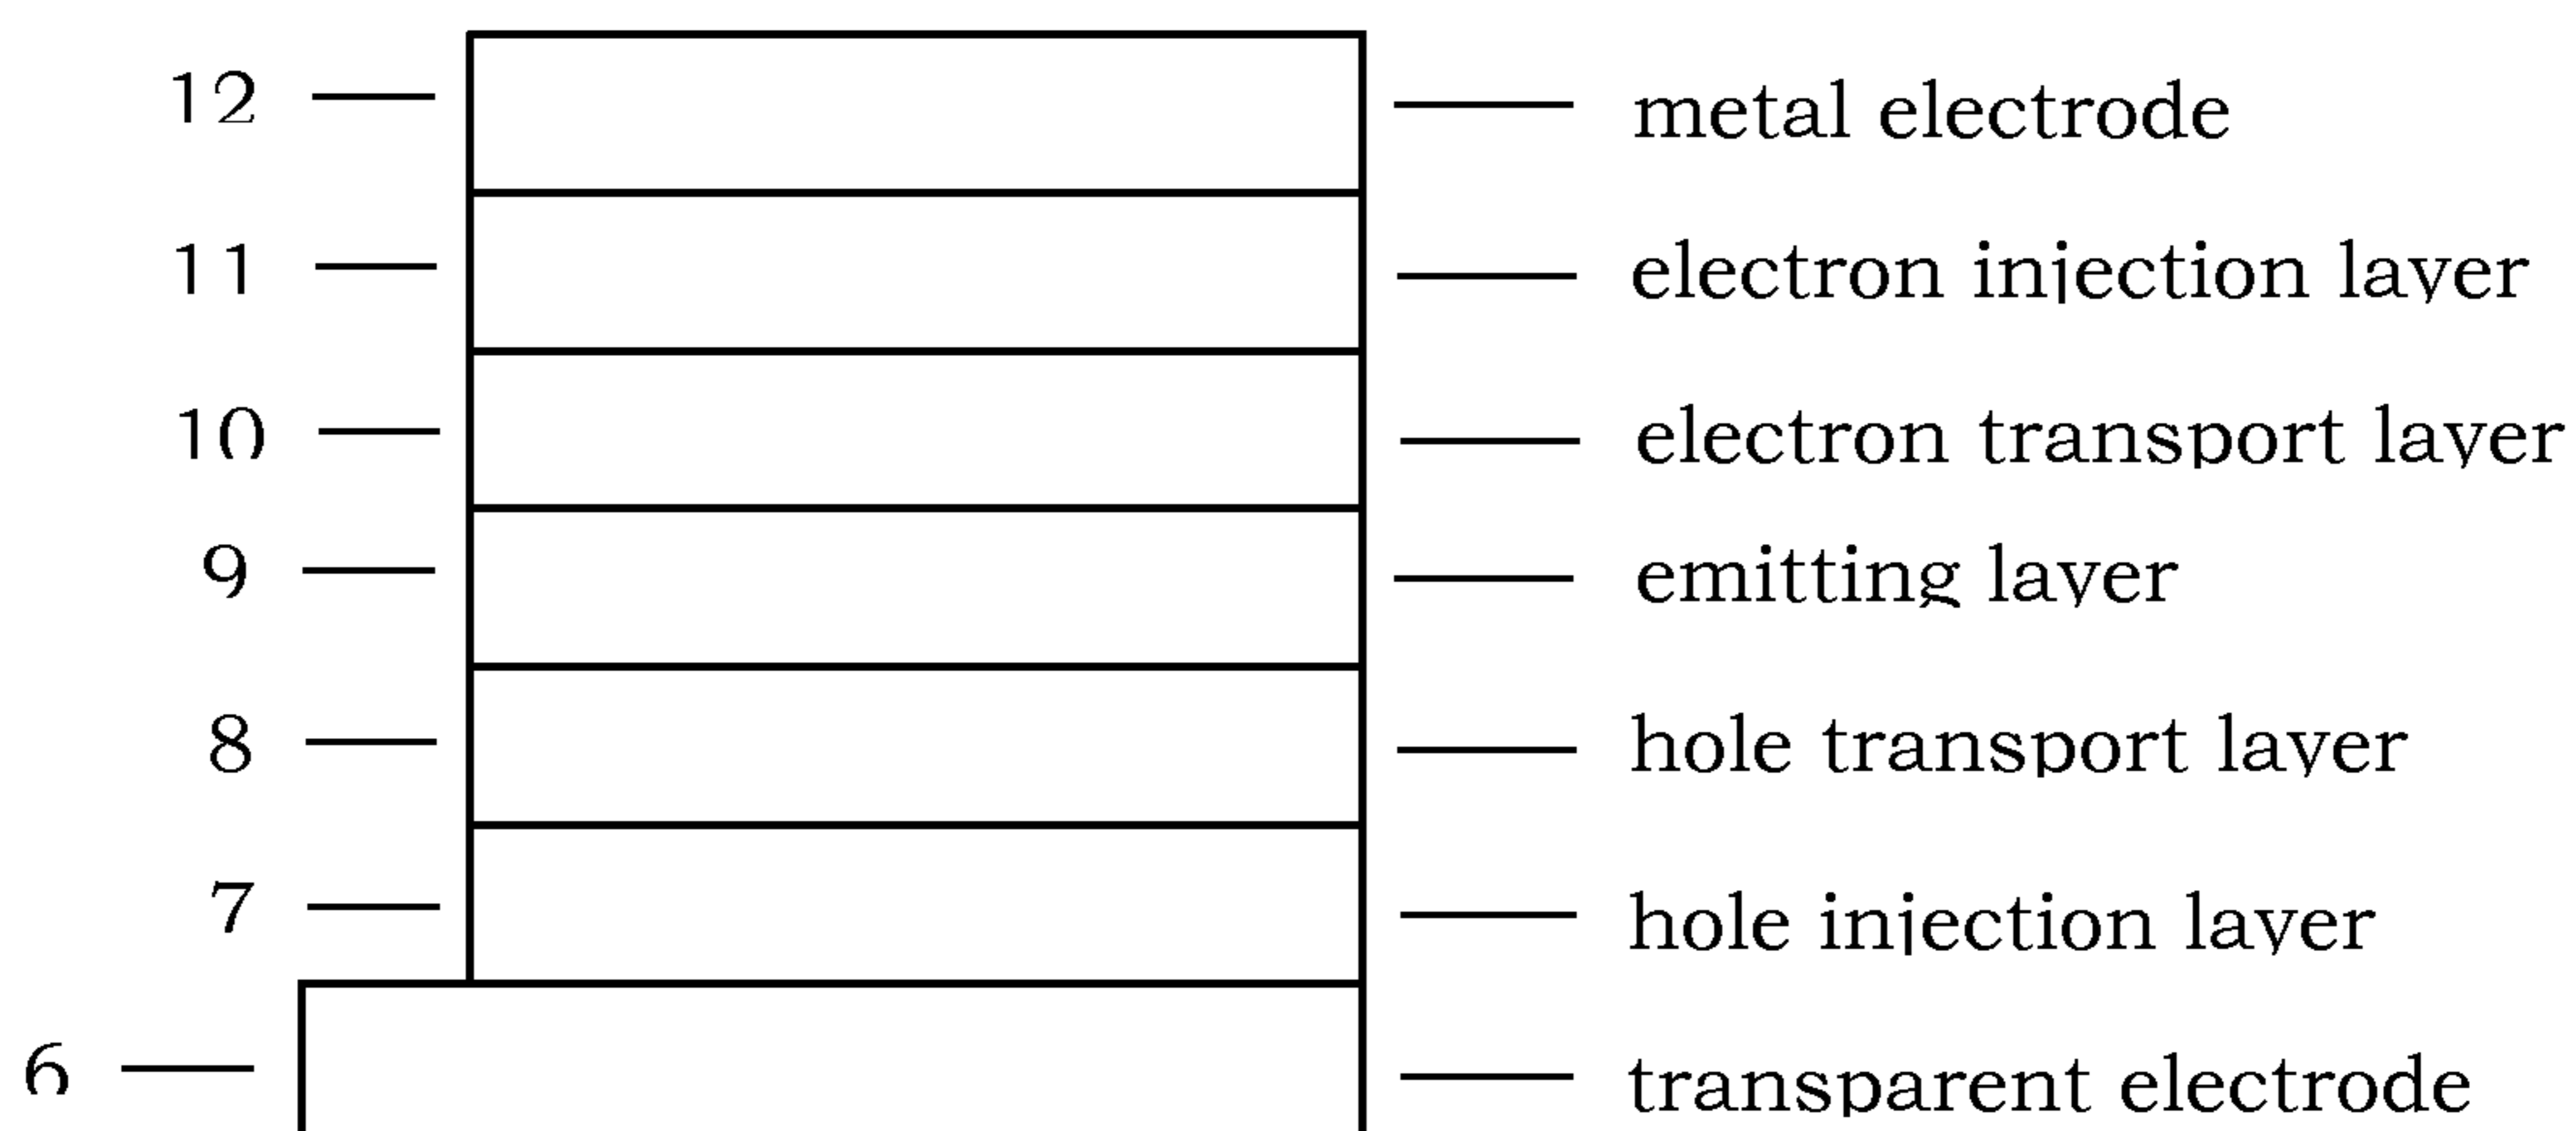 12 metal electrode
11 electron injection layer
10 electron transport layer
9 emitting layer
8 hole transport layer
7 hole injection layer
6 transparent electrode